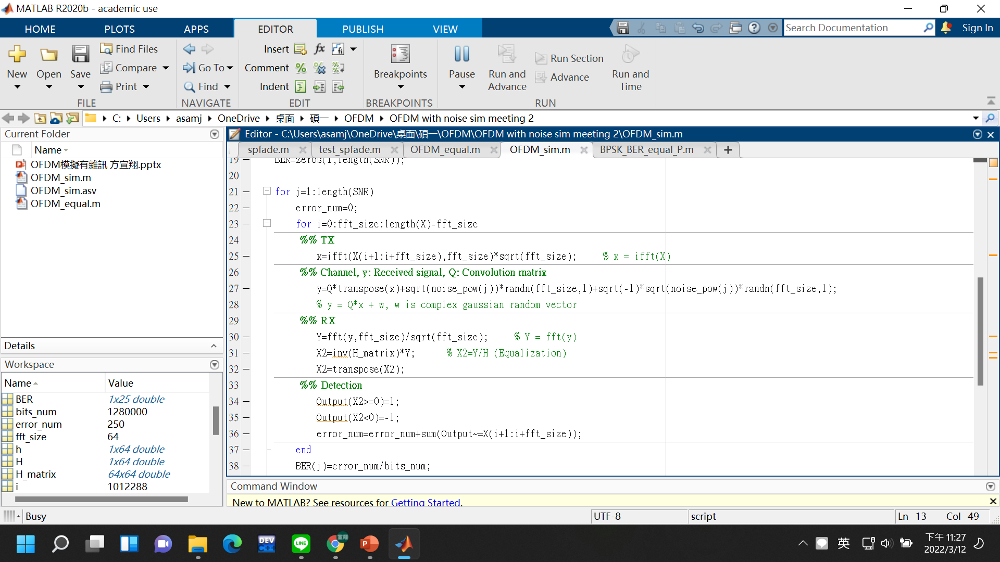 MATLAB R2020b - academic use
HOME PLOTS APPS EDITOR PUBLISH VIEW Search Documentation Sign In
New Open Save Find Files Compare Print
FILE
Go To Find
NAVIGATE
Insert fx
Comment
Indent
EDIT
Breakpoints
BREAKPOINTS
Pause Run and Advance Run Section Advance Run and Time
RUN
C: Users asamj OneDrive 桌面 碩一 OFDM OFDM with noise sim meeting 2
Current Folder
Name
OFDM模擬有雜訊 方宣翔.pptx
OFDM_sim.m
OFDM_sim.asv
OFDM_equal.m
Details
Workspace
Name Value
BER 1x25 double
bits_num 1280000
error_num 250
fft_size 64
h 1x64 double
H 1x64 double
H_matrix 64x64 double
i 1012288
Editor - C:\Users\asamj\OneDrive\桌面\碩一\OFDM\OFDM with noise sim meeting 2\OFDM_sim.m
spfade.m test_spfade.m OFDM_equal.m OFDM_sim.m BPSK_BER_equal_P.m
19 BER=zeros(1,length(SNR));
20
21 for j=1:length(SNR)
22 error_num=0;
23 for i=0:fft_size:length(X)-fft_size
24 %% TX
25 x=ifft(X(i+1:i+fft_size),fft_size)*sqrt(fft_size); % x = ifft(X)
26 %% Channel, y: Received signal, Q: Convolution matrix
27 y=Q*transpose(x)+sqrt(noise_pow(j))*randn(fft_size,1)+sqrt(-1)*sqrt(noise_pow(j))*randn(fft_size,1);
28 % y = Q*x + w, w is complex gaussian random vector
29 %% RX
30 Y=fft(y,fft_size)/sqrt(fft_size); % Y = fft(y)
31 X2=inv(H_matrix)*Y; % X2=Y/H (Equalization)
32 X2=transpose(X2);
33 %% Detection
34 Output(X2>=0)=1;
35 Output(X2<0)=-1;
36 error_num=error_num+sum(Output~=X(i+1:i+fft_size));
37 end
38 BER(j)=error_num/bits_num;
Command Window
New to MATLAB? See resources for Getting Started.
Busy UTF-8 script Ln 13 Col 49
DEV C++ LINE 宣翔 P 英 下午 11:27
2022/3/12